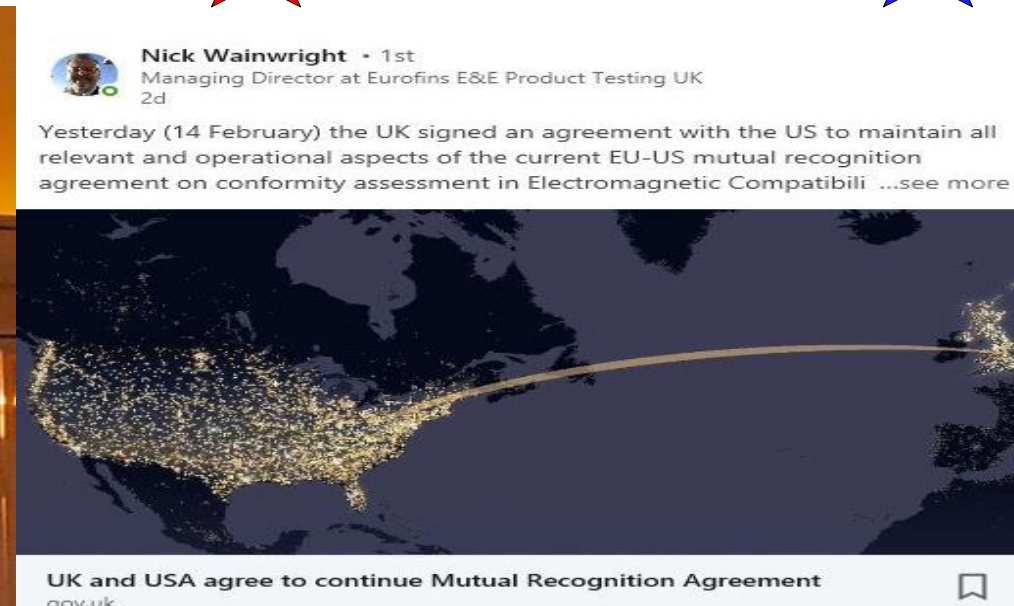 Nick Wainwright • 1st
Managing Director at Eurofins E&E Product Testing UK
2d
Yesterday (14 February) the UK signed an agreement with the US to maintain all
relevant and operational aspects of the current EU-US mutual recognition
agreement on conformity assessment in Electromagnetic Compatibili ...see more
UK and USA agree to continue Mutual Recognition Agreement
gov.uk